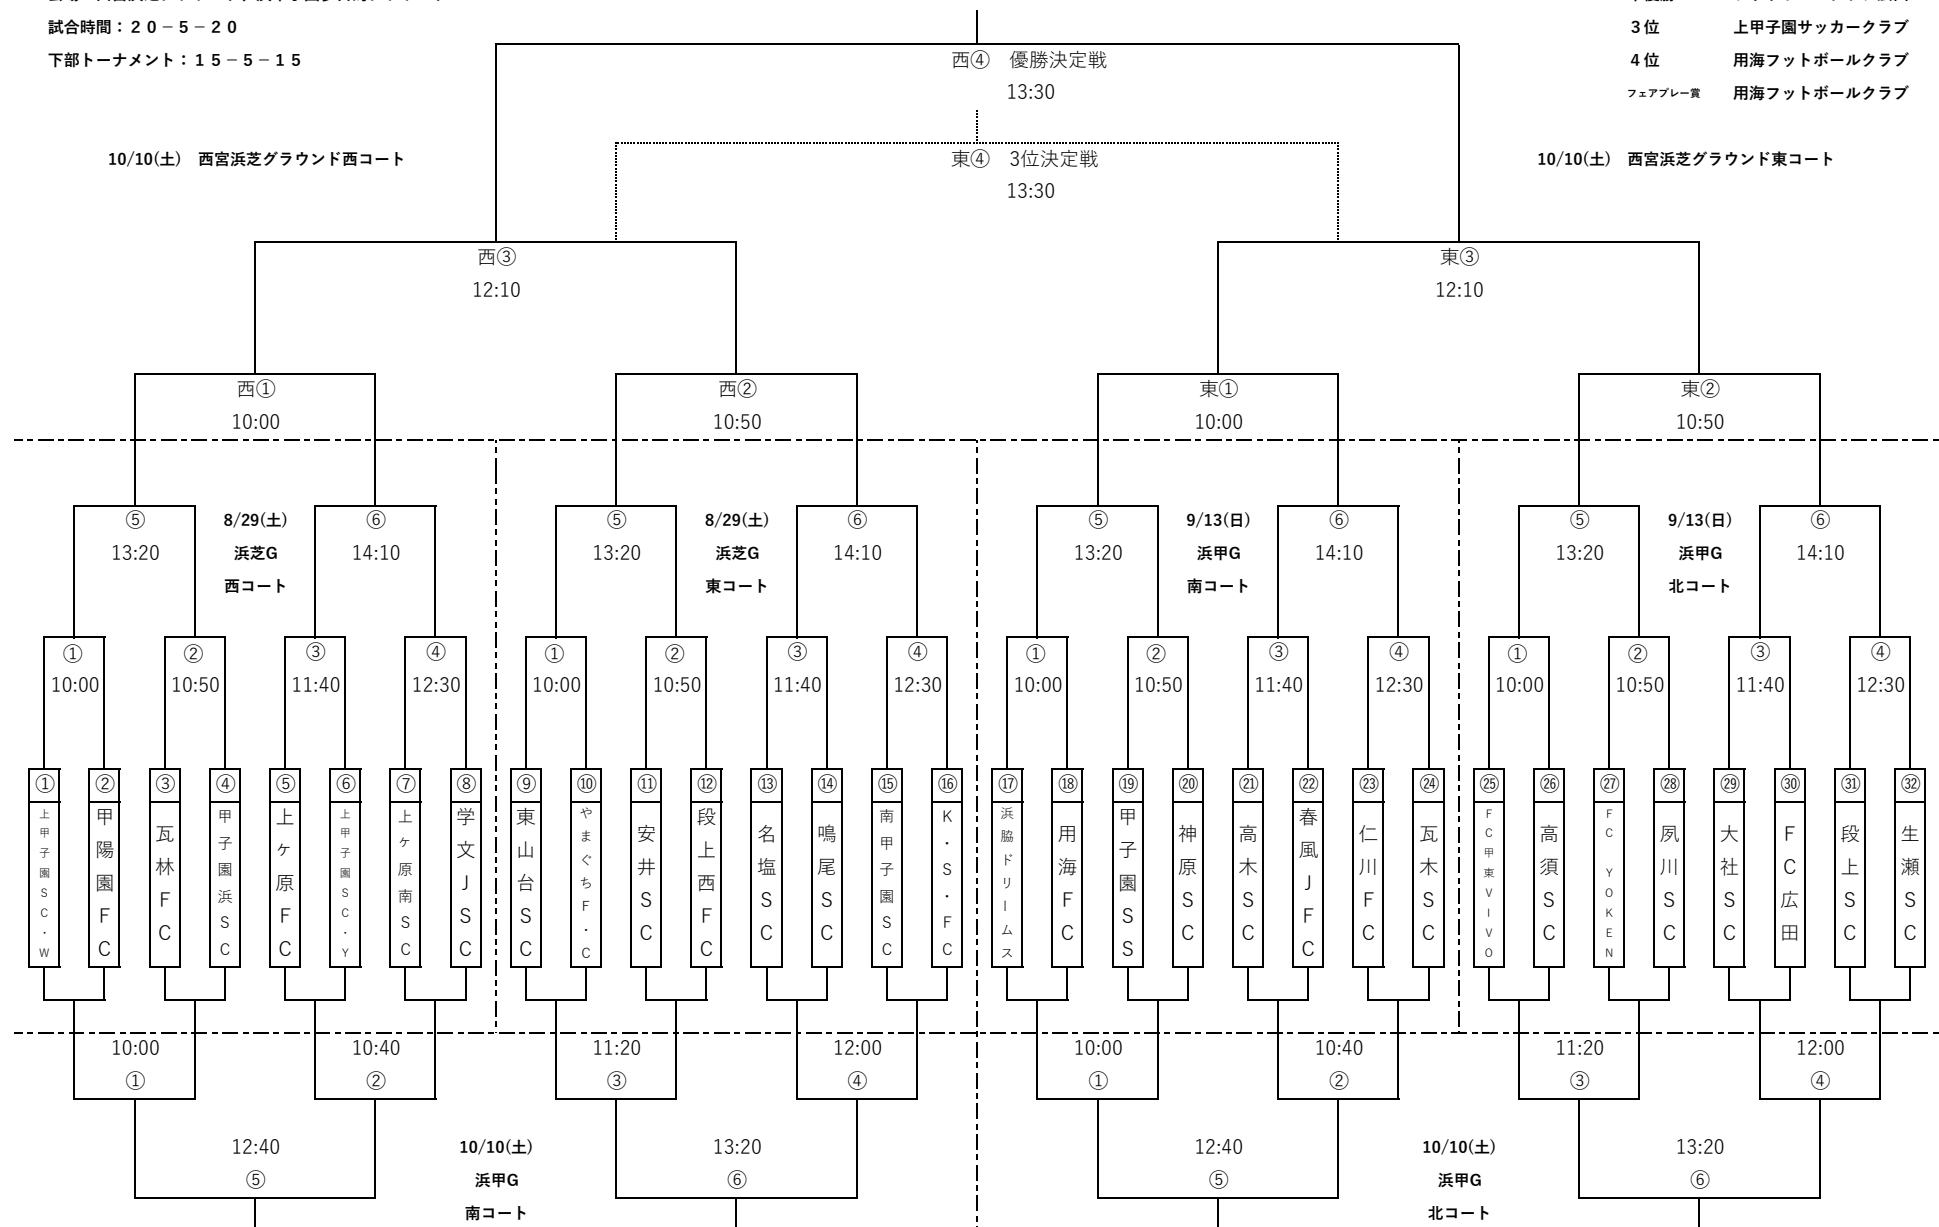 試合時間：２０－５－２０
下部トーナメント：１５－５－１５
３位　上甲子園サッカークラブ
４位　用海フットボールクラブ
フェアプレー賞　用海フットボールクラブ
西④　優勝決定戦
13:30
10/10(土)　西宮浜芝グラウンド西コート
東④　3位決定戦
13:30
10/10(土)　西宮浜芝グラウンド東コート
西③
12:10
東③
12:10
西① 西② 東① 東②
10:00 10:50 10:00 10:50
⑤ 8/29(土) ⑥ ⑤ 8/29(土) ⑥ ⑤ 9/13(日) ⑥ ⑤ 9/13(日) ⑥
13:20 浜芝G 14:10 13:20 浜芝G 14:10 13:20 浜甲G 14:10 13:20 浜甲G 14:10
西コート 東コート 南コート 北コート
① ② ③ ④ ① ② ③ ④ ① ② ③ ④ ① ② ③ ④
10:00 10:50 11:40 12:30 10:00 10:50 11:40 12:30 10:00 10:50 11:40 12:30 10:00 10:50 11:40 12:30
① 上甲子園SC・W
② 甲陽園FC
③ 瓦林FC
④ 甲子園浜SC
⑤ 上ヶ原FC
⑥ 上甲子園SC・Y
⑦ 上ヶ原南SC
⑧ 学文JSC
⑨ 東山台SC
⑩ やまぐちF・C
⑪ 安井SC
⑫ 段上西FC
⑬ 名塩SC
⑭ 鳴尾SC
⑮ 南甲子園SC
⑯ K・S・FC
⑰ 浜脇ドリームス
⑱ 用海FC
⑲ 甲子園SS
⑳ 神原SC
㉑ 高木SC
㉒ 春風JFC
㉓ 仁川FC
㉔ 瓦木SC
㉕ FC甲東VIVO
㉖ 高須SC
㉗ FC YOKEN
㉘ 夙川SC
㉙ 大社SC
㉚ FC広田
㉛ 段上SC
㉜ 生瀬SC
10:00 10:40 11:20 12:00 10:00 10:40 11:20 12:00
① ② ③ ④ ① ② ③ ④
12:40 10/10(土) 13:20 12:40 10/10(土) 13:20
⑤ 浜甲G ⑥ ⑤ 浜甲G ⑥
南コート 北コート